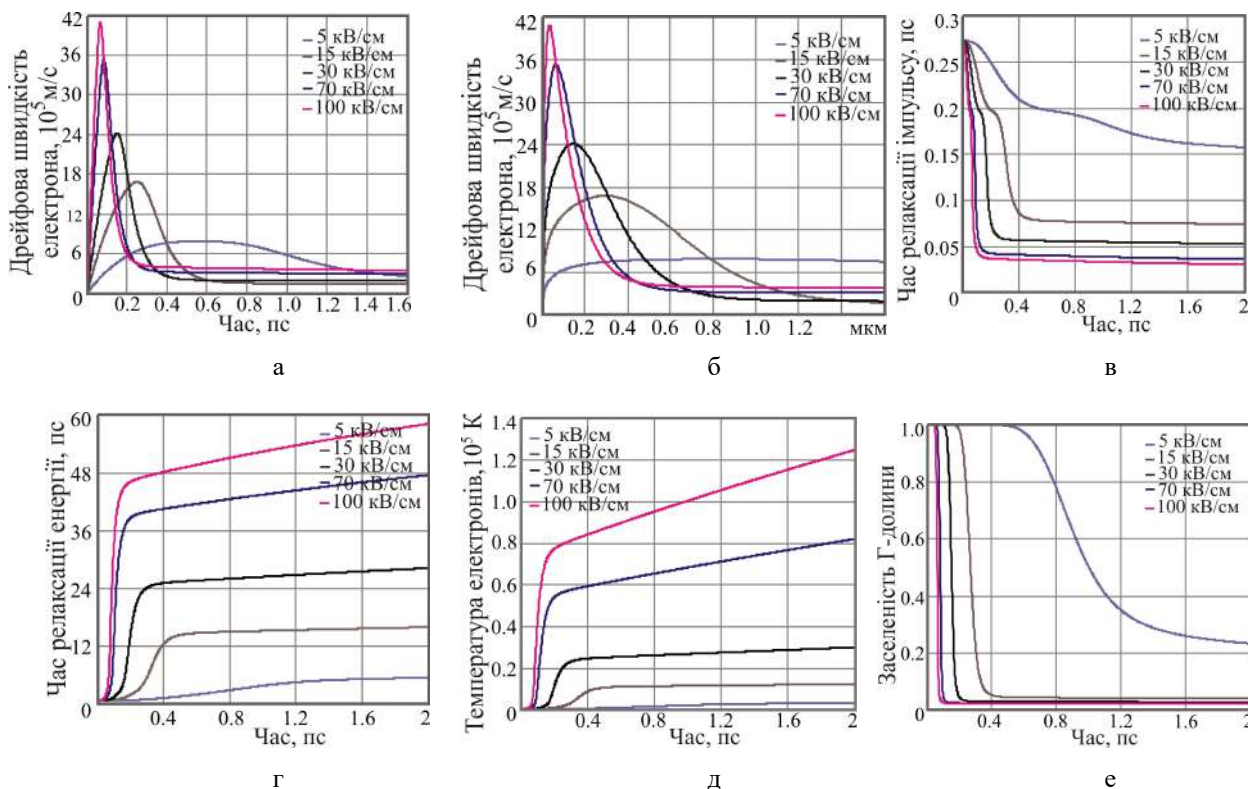 Дрейфова швидкість
електрона, 10⁵ м/с
42
36
30
24
18
12
6
0
5 кВ/см
15 кВ/см
30 кВ/см
70 кВ/см
100 кВ/см
0.2 0.4 0.6 0.8 1.0 1.2 1.4 1.6
Час, пс
а
Дрейфова швидкість
електрона, 10⁵ м/с
42
36
30
24
18
12
6
0
5 кВ/см
15 кВ/см
30 кВ/см
70 кВ/см
100 кВ/см
0.2 0.4 0.6 0.8 1.0 1.2 мкм
б
Час релаксації імпульсу, пс
0.3
0.25
0.2
0.15
0.1
0.05
0
5 кВ/см
15 кВ/см
30 кВ/см
70 кВ/см
100 кВ/см
0.4 0.8 1.2 1.6 2
Час, пс
в
Час релаксації енергії, пс
60
48
36
24
12
0
5 кВ/см
15 кВ/см
30 кВ/см
70 кВ/см
100 кВ/см
0.4 0.8 1.2 1.6 2
Час, пс
г
Температура електронів,10⁵ К
1.4
1.2
1.0
0.8
0.6
0.4
0.2
0
5 кВ/см
15 кВ/см
30 кВ/см
70 кВ/см
100 кВ/см
0.4 0.8 1.2 1.6 2
Час, пс
д
Заселеність Г-долини
1.0
0.8
0.6
0.4
0.2
0
5 кВ/см
15 кВ/см
30 кВ/см
70 кВ/см
100 кВ/см
0.4 0.8 1.2 1.6 2
Час, пс
е